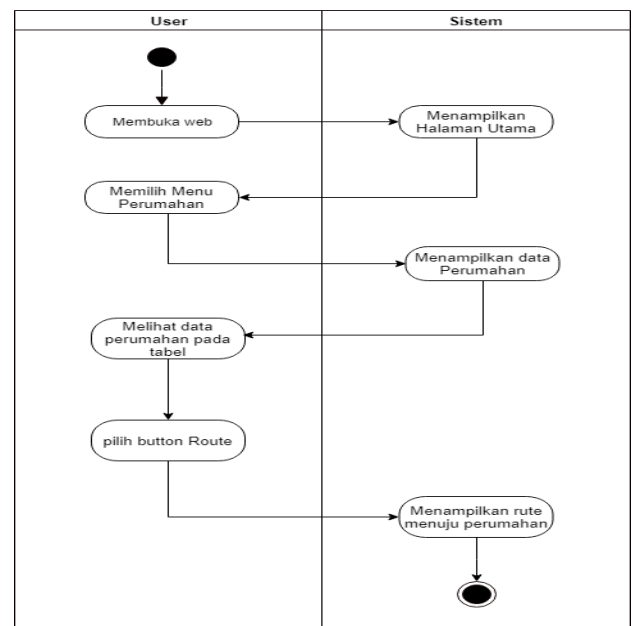 User
Sistem
Membuka web
Menampilkan
Halaman Utama
Memilih Menu
Perumahan
Menampilkan data
Perumahan
Melihat data
perumahan pada
tabel
pilih button Route
Menampilkan rute
menuju perumahan